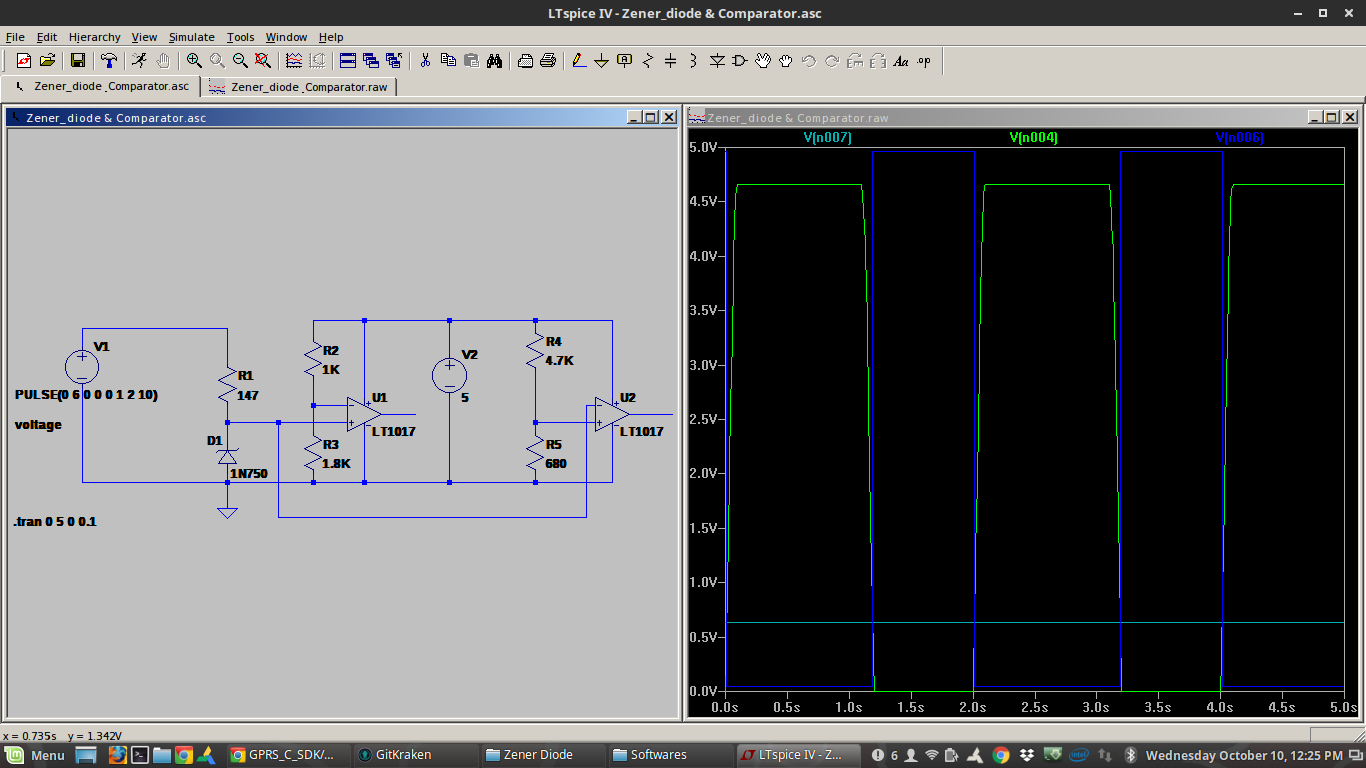 LTspice IV - Zener_diode & Comparator.asc
File Edit Hierarchy View Simulate Tools Window Help
Aa .op
Zener_diode _Comparator.asc Zener_diode _Comparator.raw
Zener_diode & Comparator.asc
Zener_diode & Comparator.raw
V1
PULSE(0 6 0 0 0 1 2 10)
voltage
R1
147
D1
1N750
.tran 0 5 0 0.1
R2
1K
R3
1.8K
U1
LT1017
V2
5
R4
4.7K
R5
680
U2
LT1017
V(n007) V(n004) V(n006)
5.0V
4.5V
4.0V
3.5V
3.0V
2.5V
2.0V
1.5V
1.0V
0.5V
0.0V
0.0s 0.5s 1.0s 1.5s 2.0s 2.5s 3.0s 3.5s 4.0s 4.5s 5.0s
x = 0.735s y = 1.342V
Menu GPRS_C_SDK/... GitKraken Zener Diode Softwares LTspice IV - Z... 6 Wednesday October 10, 12:25 PM